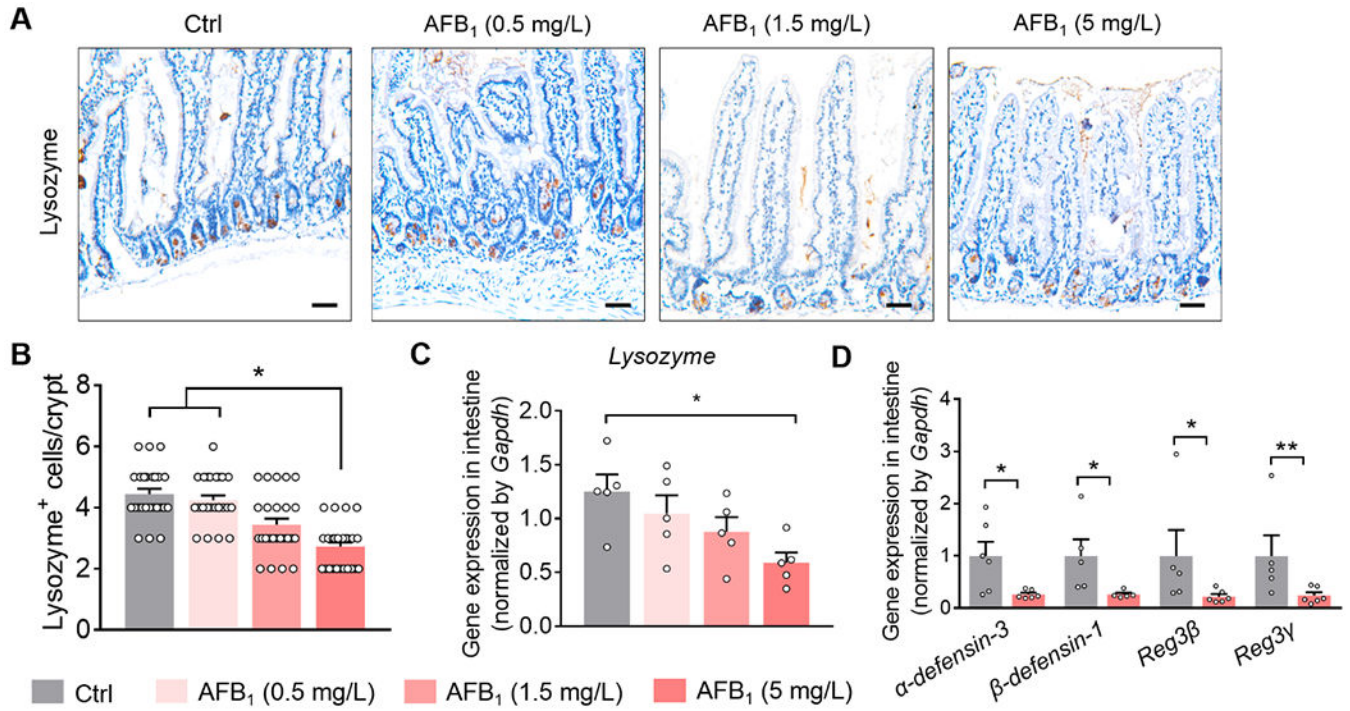 A
Ctrl
AFB₁ (0.5 mg/L)
AFB₁ (1.5 mg/L)
AFB₁ (5 mg/L)
Lysozyme
B
Lysozyme⁺ cells/crypt
8
6
4
2
0
*
C
Lysozyme
Gene expression in intestine
(normalized by Gapdh)
2.0
1.5
1.0
0.5
0.0
*
D
Gene expression in intestine
(normalized by Gapdh)
4
3
2
1
0
*
*
*
**
α-defensin-3
β-defensin-1
Reg3β
Reg3γ
Ctrl
AFB₁ (0.5 mg/L)
AFB₁ (1.5 mg/L)
AFB₁ (5 mg/L)